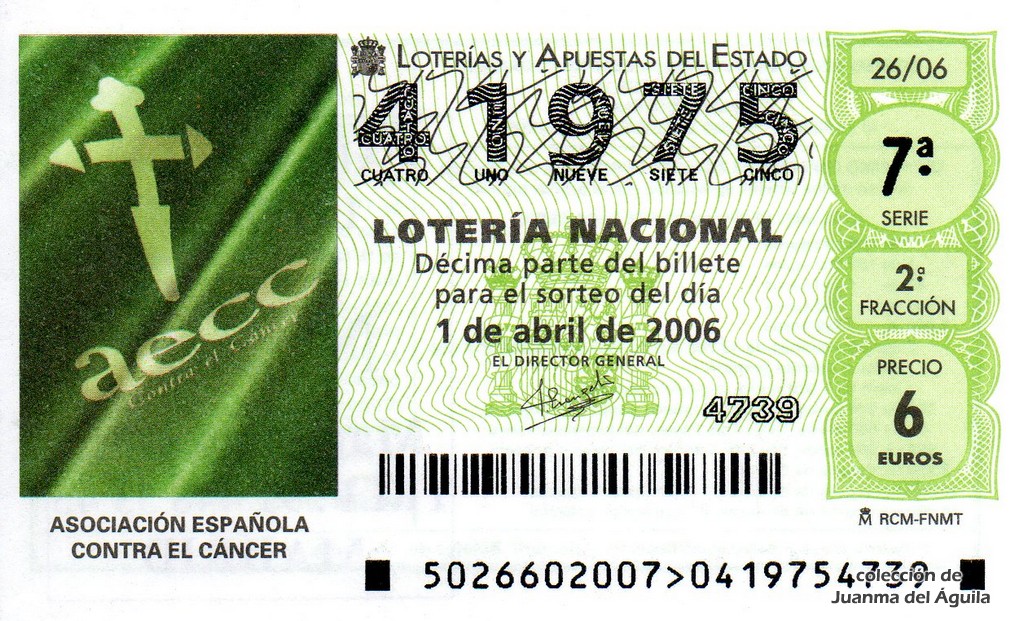 aecc
Contra el Cáncer
ASOCIACIÓN ESPAÑOLA
CONTRA EL CÁNCER
LOTERÍAS Y APUESTAS DEL ESTADO
41975
CUATRO UNO NUEVE SIETE CINCO
LOTERÍA NACIONAL
Décima parte del billete
para el sorteo del día
1 de abril de 2006
EL DIRECTOR GENERAL
4739
26/06
7ª
SERIE
2ª
FRACCIÓN
PRECIO
6
EUROS
RCM-FNMT
5026602007>0419754739
colección de
Juanma del Águila